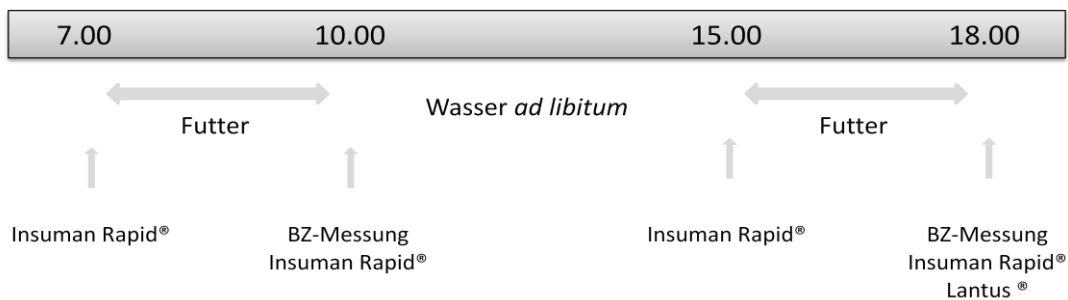 7.00 10.00 15.00 18.00
Wasser ad libitum
Futter Futter
Insuman Rapid® BZ-Messung Insuman Rapid® BZ-Messung
Insuman Rapid® Insuman Rapid®
Lantus ®